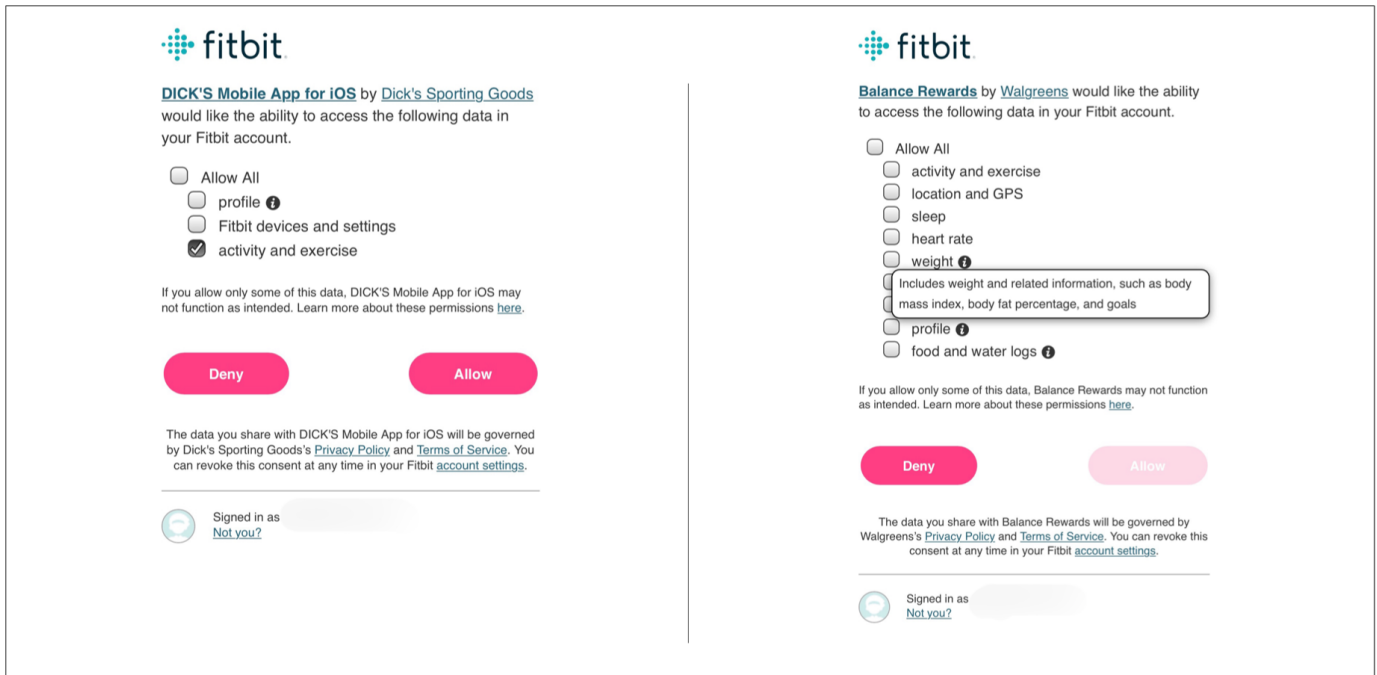 fitbit
DICK'S Mobile App for iOS by Dick's Sporting Goods
would like the ability to access the following data in
your Fitbit account.
Allow All
profile
Fitbit devices and settings
activity and exercise
If you allow only some of this data, DICK'S Mobile App for iOS may
not function as intended. Learn more about these permissions here.
Deny
Allow
The data you share with DICK'S Mobile App for iOS will be governed
by Dick's Sporting Goods's Privacy Policy and Terms of Service. You
can revoke this consent at any time in your Fitbit account settings.
Signed in as
Not you?
fitbit
Balance Rewards by Walgreens would like the ability
to access the following data in your Fitbit account.
Allow All
activity and exercise
location and GPS
sleep
heart rate
weight
Includes weight and related information, such as body
mass index, body fat percentage, and goals
profile
food and water logs
If you allow only some of this data, Balance Rewards may not function
as intended. Learn more about these permissions here.
Deny
Allow
The data you share with Balance Rewards will be governed by
Walgreens's Privacy Policy and Terms of Service. You can revoke this
consent at any time in your Fitbit account settings.
Signed in as
Not you?